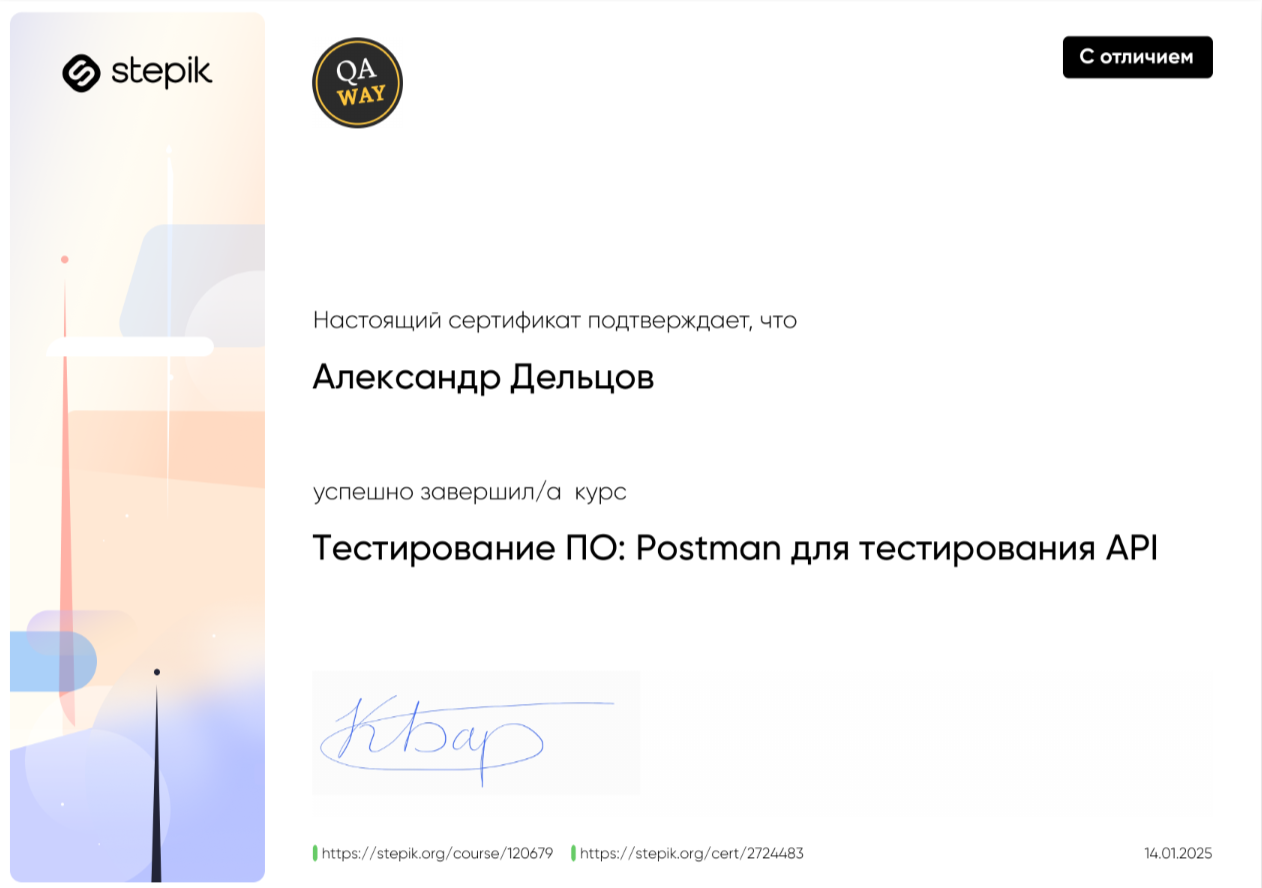 stepik
QA
WAY
С отличием
Настоящий сертификат подтверждает, что
Александр Дельцов
успешно завершил/а курс
Тестирование ПО: Postman для тестирования API
КБар
https://stepik.org/course/120679 https://stepik.org/cert/2724483 14.01.2025